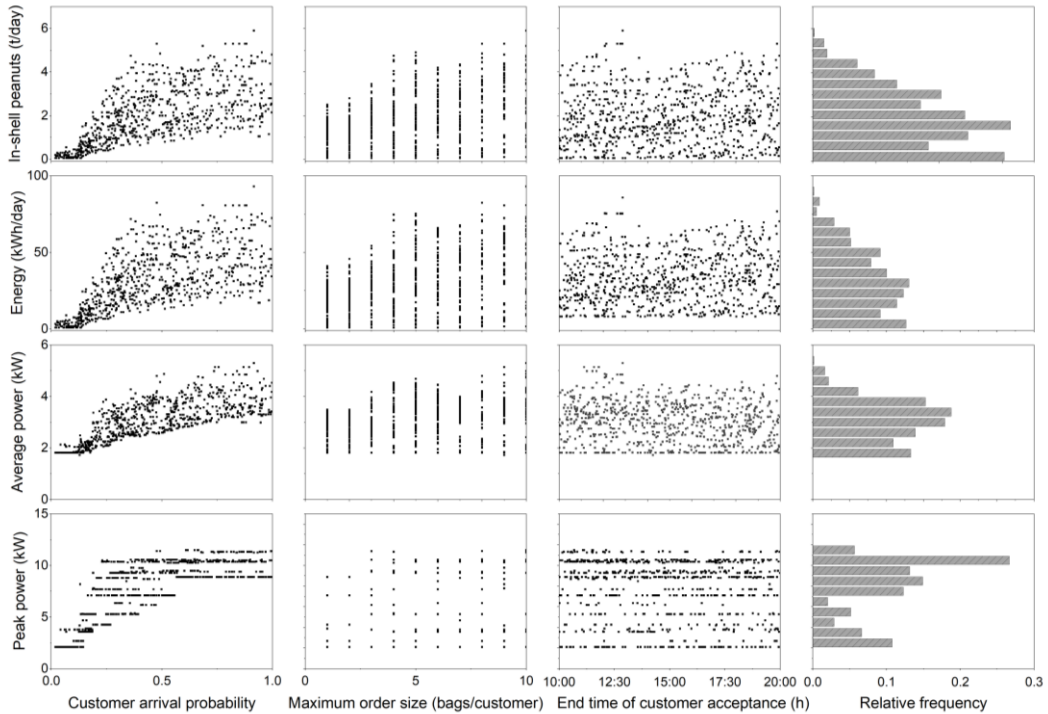 In-shell peanuts (t/day)
6
4
2
0
Energy (kWh/day)
100
50
0
Average power (kW)
6
4
2
0
Peak power (kW)
15
10
5
0
0.0 0.5 1.0 0 5 10 10:00 12:30 15:00 17:30 20:00 0.0 0.1 0.2 0.3
Customer arrival probability Maximum order size (bags/customer) End time of customer acceptance (h) Relative frequency